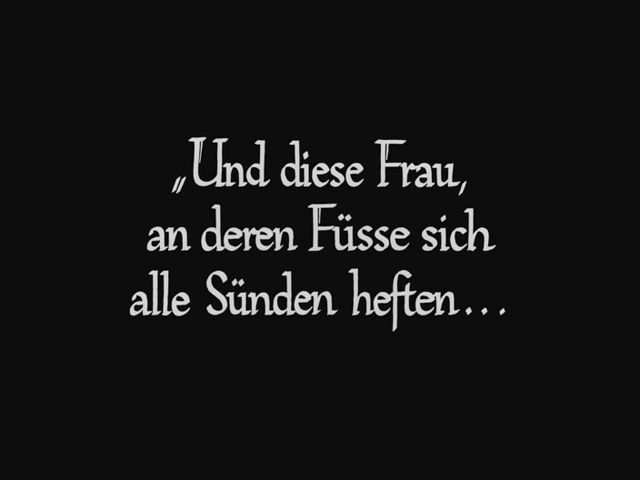 „Und diese Frau,
an deren Füsse sich
alle Sünden heften...